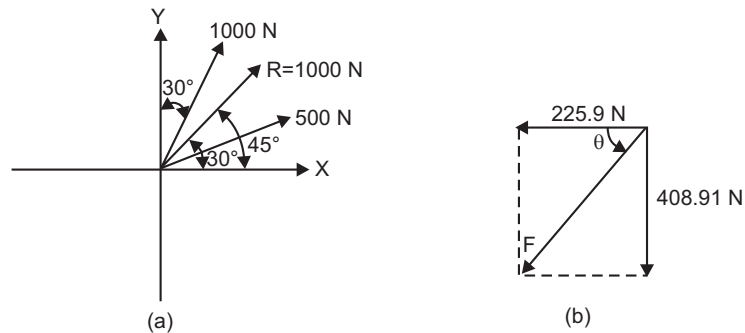 Y
1000 N
30°
R=1000 N
500 N
45°
30°
X
(a)
225.9 N
θ
408.91 N
F
(b)